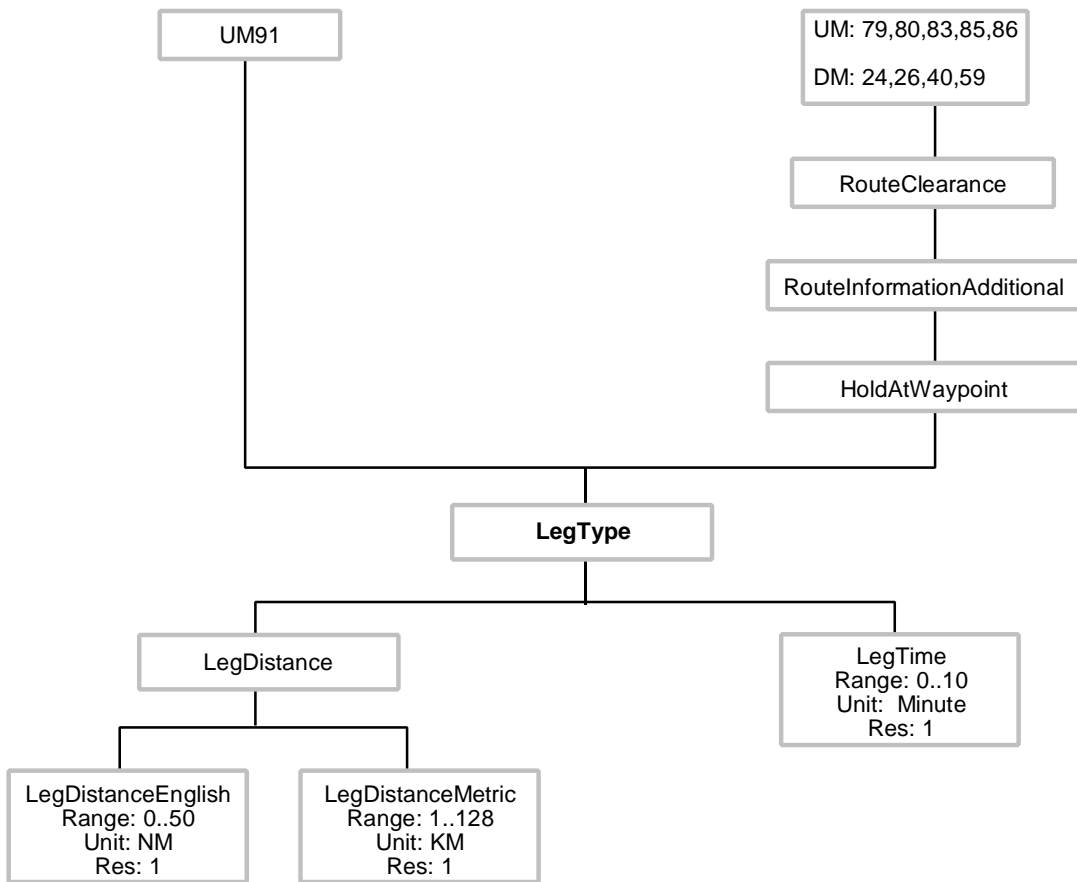 UM91
UM: 79,80,83,85,86
DM: 24,26,40,59
RouteClearance
RouteInformationAdditional
HoldAtWaypoint
LegType
LegDistance
LegTime
Range: 0..10
Unit:  Minute
Res: 1
LegDistanceEnglish
Range: 0..50
Unit: NM
Res: 1
LegDistanceMetric
Range: 1..128
Unit: KM
Res: 1